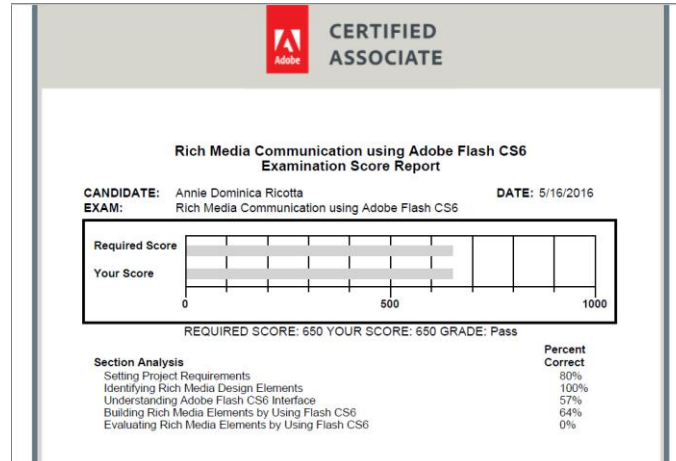 Adobe
CERTIFIED
ASSOCIATE
Rich Media Communication using Adobe Flash CS6
Examination Score Report
CANDIDATE: Annie Dominica Ricotta DATE: 5/16/2016
EXAM: Rich Media Communication using Adobe Flash CS6
Required Score
Your Score
0 500 1000
REQUIRED SCORE: 650 YOUR SCORE: 650 GRADE: Pass
Percent
Section Analysis Correct
Setting Project Requirements 80%
Identifying Rich Media Design Elements 100%
Understanding Adobe Flash CS6 Interface 57%
Building Rich Media Elements by Using Flash CS6 64%
Evaluating Rich Media Elements by Using Flash CS6 0%